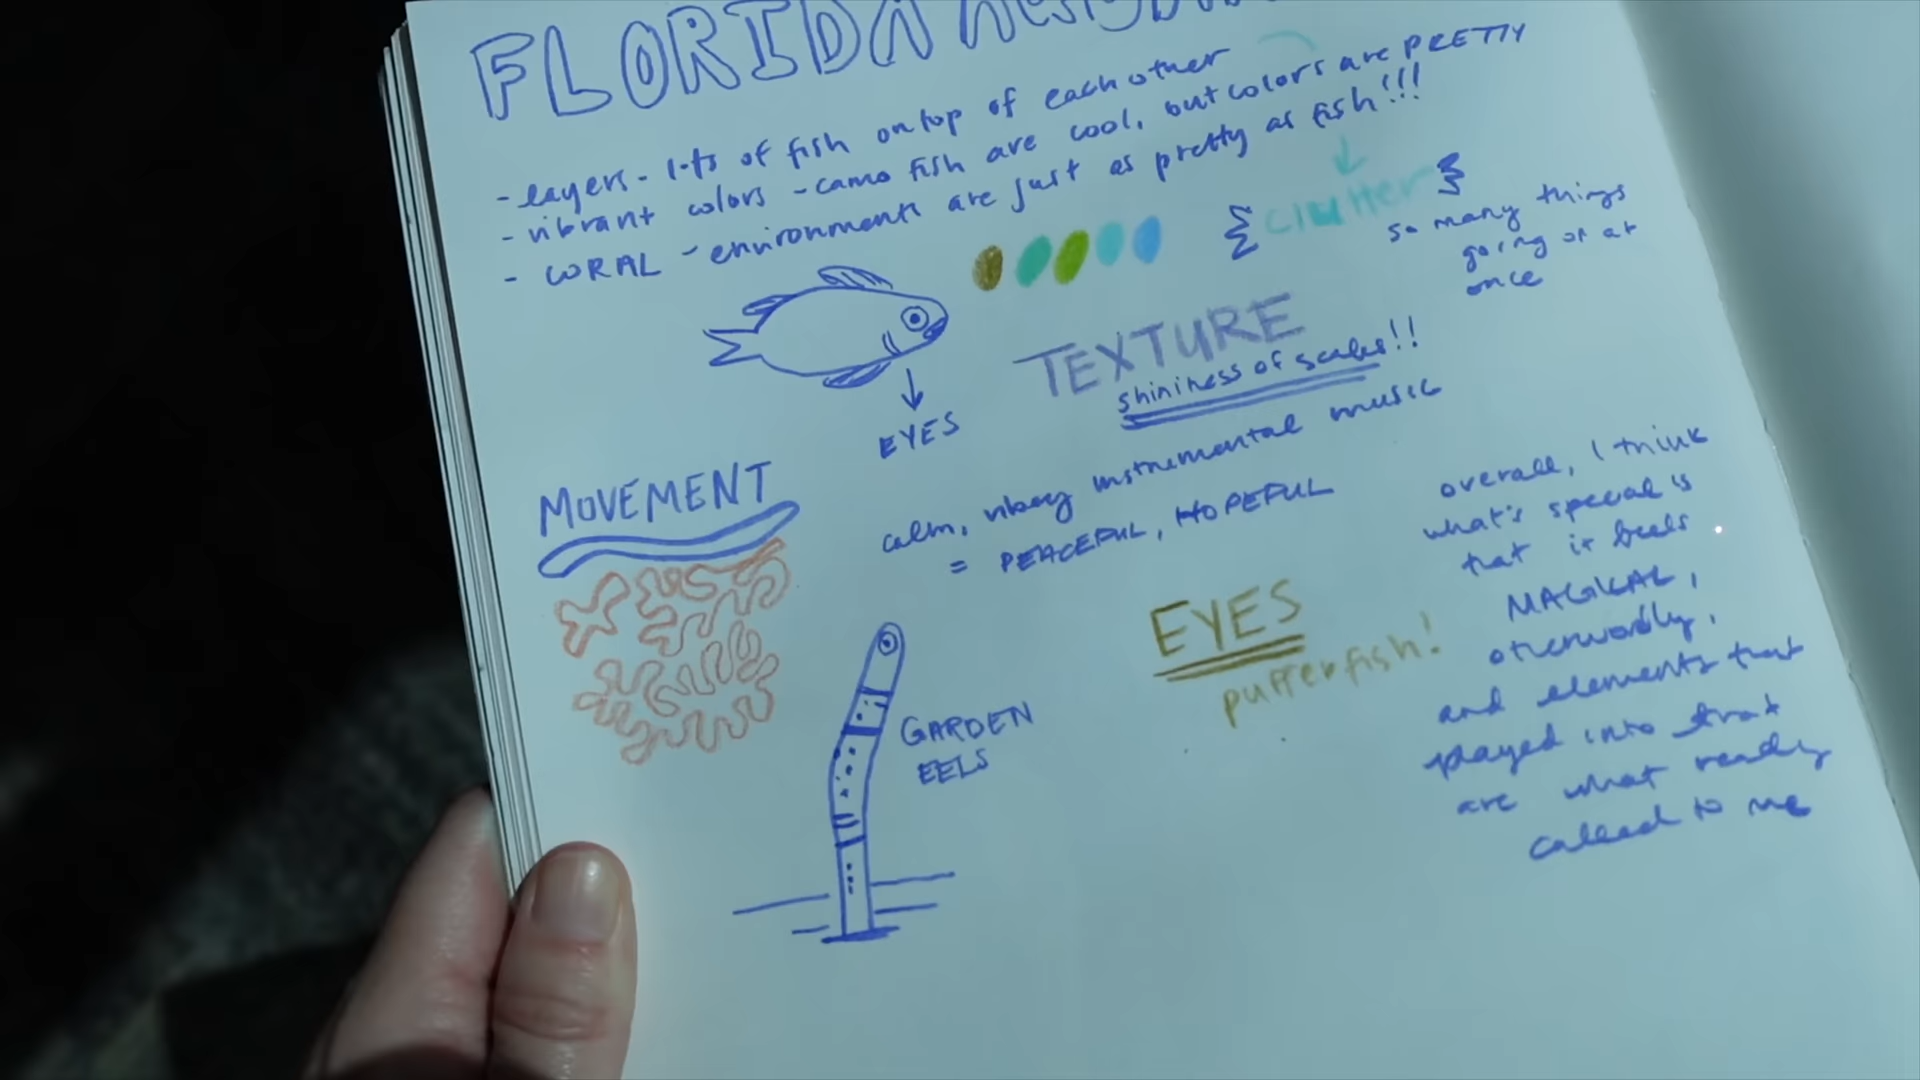 FLORIDA
- layers - lots of fish on top of each other
- vibrant colors - camo fish are cool, but colors are PRETTY
- CORAL - environments are just as pretty as fish!!!
clutter
so many things
going on at
once
EYES
TEXTURE
shininess of scales!!
MOVEMENT
calm, vibey instrumental music
= PEACEFUL, HOPEFUL
GARDEN
EELS
EYES
pufferfish!
overall, I think
what's special is
that it feels
MAGICAL,
otherwordly,
and elements that
played into that
are what really
called to me